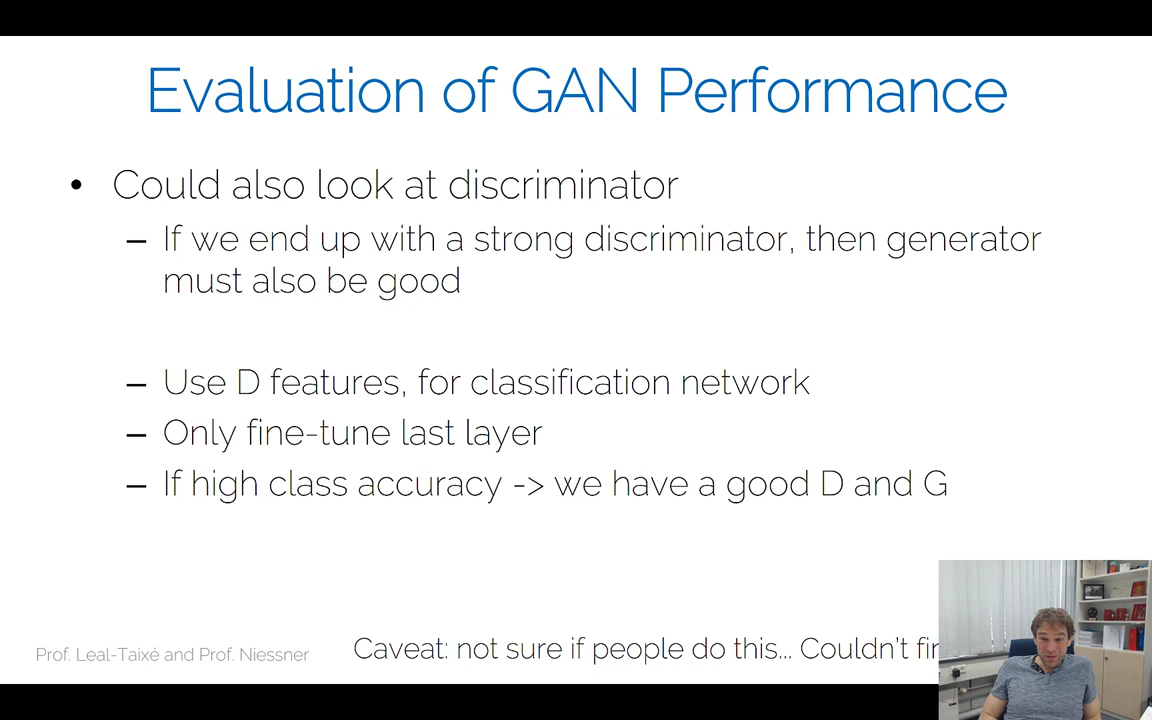 Evaluation of GAN Performance
• Could also look at discriminator
– If we end up with a strong discriminator, then generator
must also be good
– Use D features, for classification network
– Only fine-tune last layer
– If high class accuracy -> we have a good D and G
Prof. Leal-Taixé and Prof. Niessner
Caveat: not sure if people do this... Couldn't